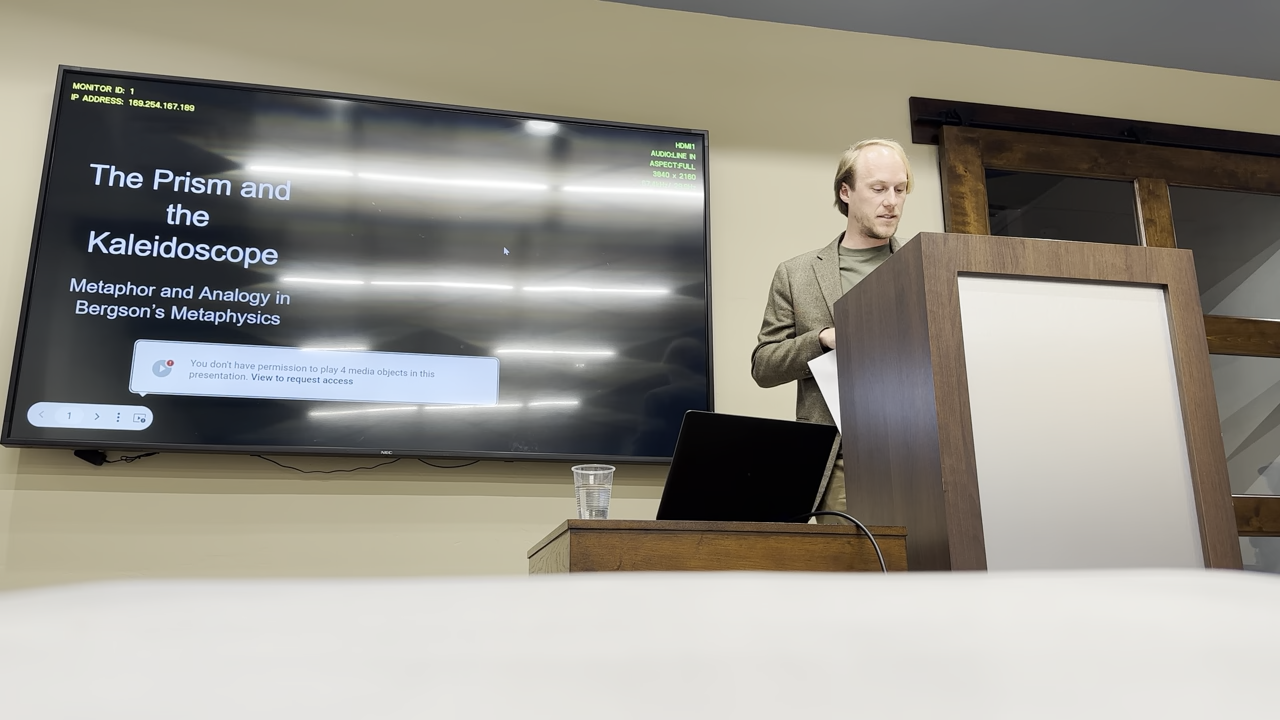 MONITOR ID: 1
IP ADDRESS: 169.254.167.189
HDMI1
AUDIO:LINE IN
ASPECT:FULL
3840 x 2160
The Prism and
the
Kaleidoscope
Metaphor and Analogy in
Bergson's Metaphysics
You don't have permission to play 4 media objects in this
presentation. View to request access
1
NEC